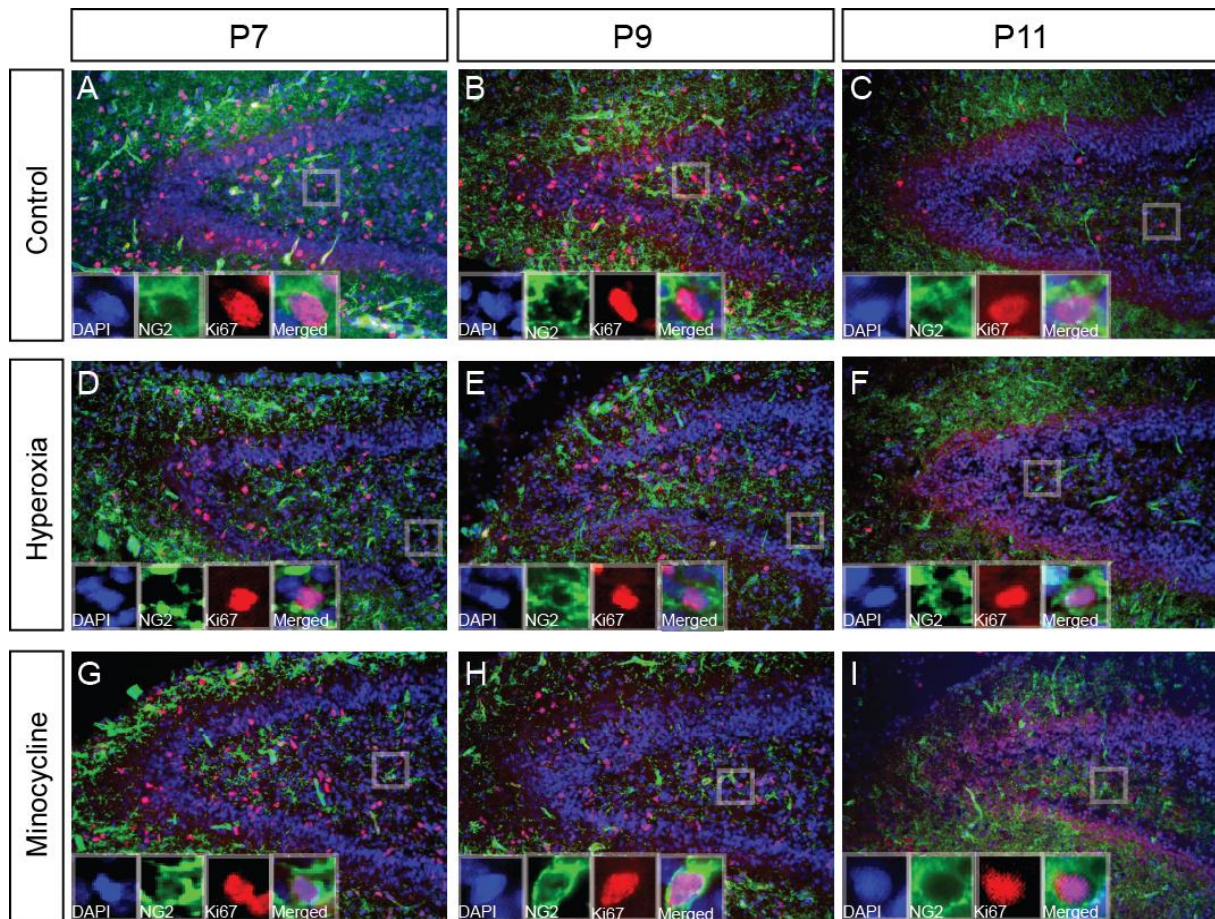 P7 P9 P11
Control
A B C
DAPI NG2 Ki67 Merged DAPI NG2 Ki67 Merged DAPI NG2 Ki67 Merged
Hyperoxia
D E F
DAPI NG2 Ki67 Merged DAPI NG2 Ki67 Merged DAPI NG2 Ki67 Merged
Minocycline
G H I
DAPI NG2 Ki67 Merged DAPI NG2 Ki67 Merged DAPI NG2 Ki67 Merged